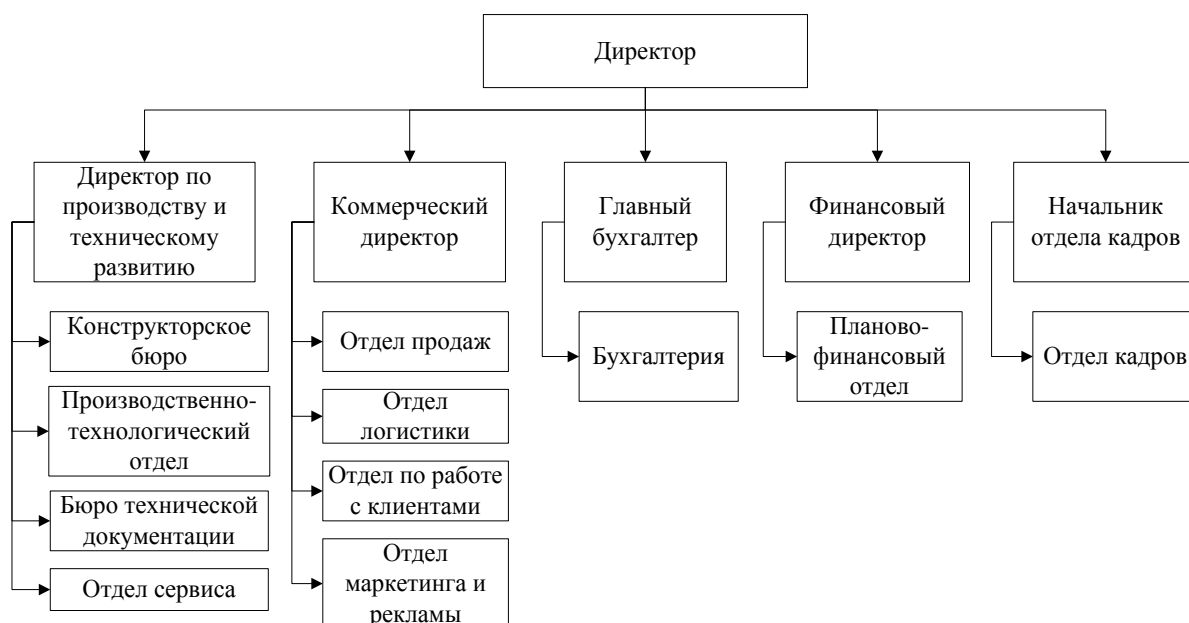 Директор
Директор по
производству и
техническому
развитию
Коммерческий
директор
Главный
бухгалтер
Финансовый
директор
Начальник
отдела кадров
Конструкторское
бюро
Производственно-
технологический
отдел
Бюро технической
документации
Отдел сервиса
Отдел продаж
Отдел
логистики
Отдел по работе
с клиентами
Отдел
маркетинга и
рекламы
Бухгалтерия
Планово-
финансовый
отдел
Отдел кадров